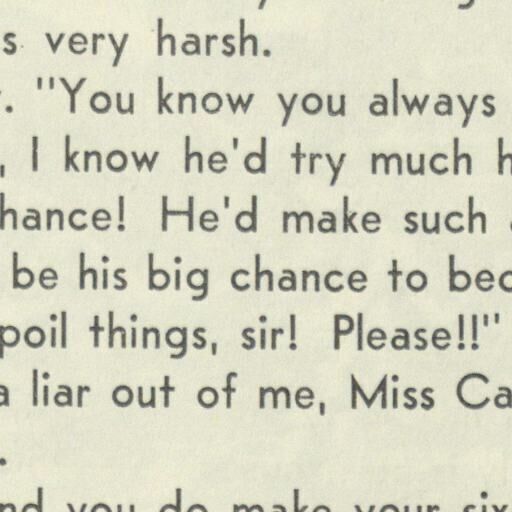 s very harsh.
. "You know you always
, I know he'd try much h
hance! He'd make such
be his big chance to bec
poil things, sir! Please!!"
a liar out of me, Miss Ca
.
nd you do make your six